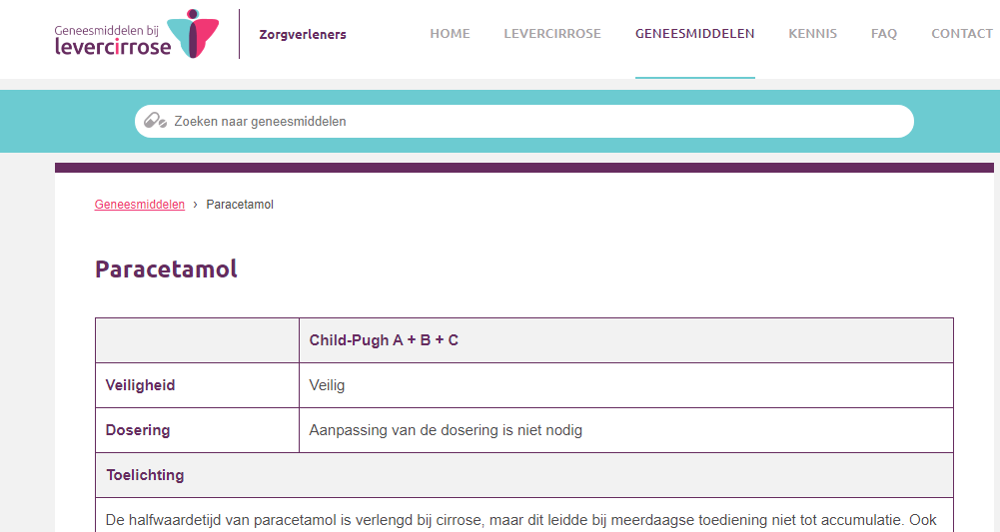 Geneesmiddelen bij
levercirrose
Zorgverleners
HOME
LEVERCIRROSE
GENEESMIDDELEN
KENNIS
FAQ
CONTACT
Zoeken naar geneesmiddelen
Geneesmiddelen › Paracetamol
Paracetamol
Child-Pugh A + B + C
Veiligheid Veilig
Dosering Aanpassing van de dosering is niet nodig
Toelichting
De halfwaardetijd van paracetamol is verlengd bij cirrose, maar dit leidde bij meerdaagse toediening niet tot accumulatie. Ook